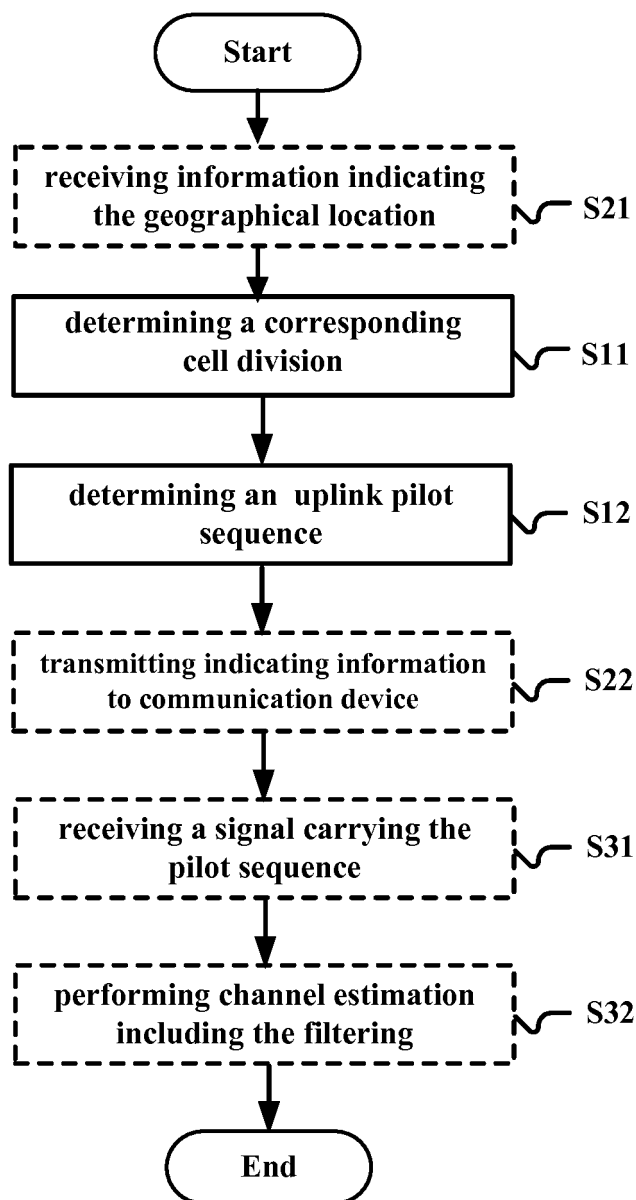 Start
receiving information indicating
the geographical location
S21
determining a corresponding
cell division
S11
determining an uplink pilot
sequence
S12
transmitting indicating information
to communication device
S22
receiving a signal carrying the
pilot sequence
S31
performing channel estimation
including the filtering
S32
End